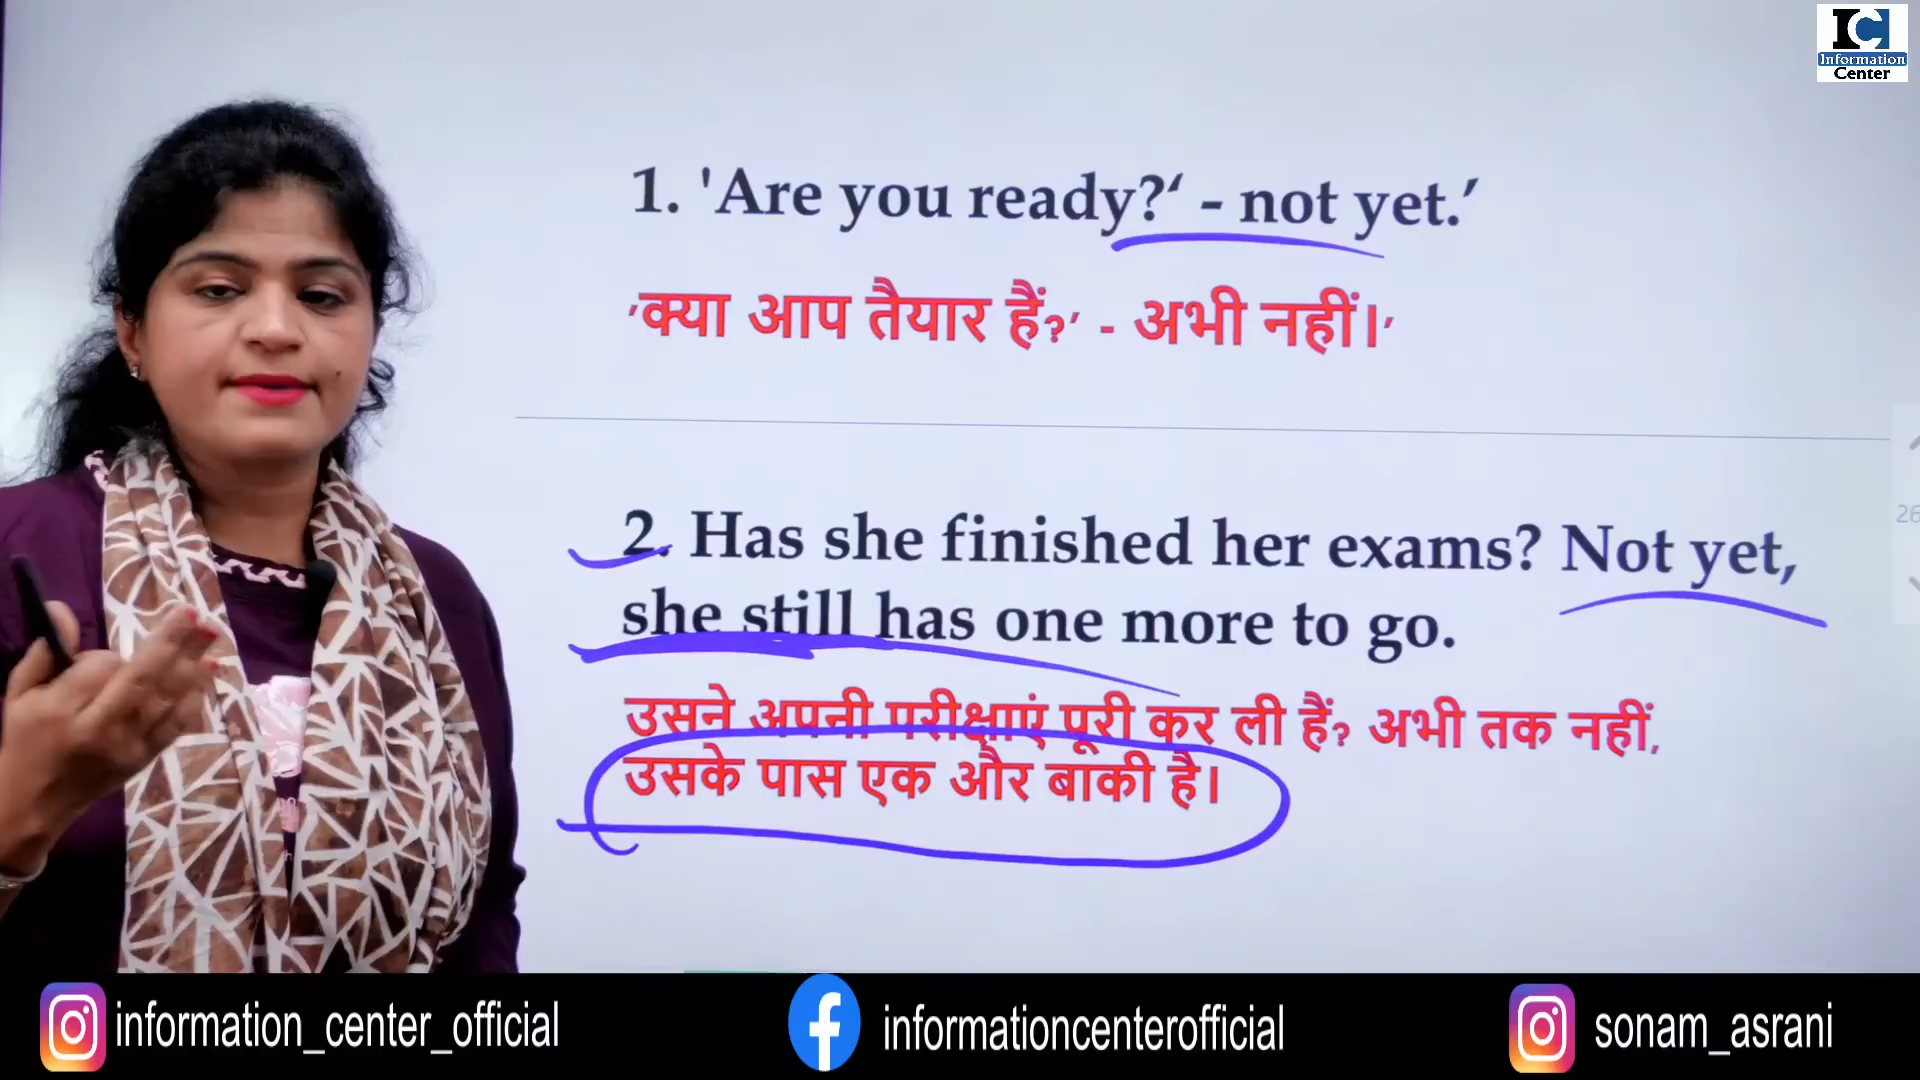 IC
Information
Center
1. 'Are you ready?‘ - not yet.’
’क्या आप तैयार हैं?’ - अभी नहीं।’
2. Has she finished her exams? Not yet,
she still has one more to go.
उसने अपनी परीक्षाएं पूरी कर ली हैं? अभी तक नहीं,
उसके पास एक और बाकी है।
26
information_center_official
informationcenterofficial
sonam_asrani